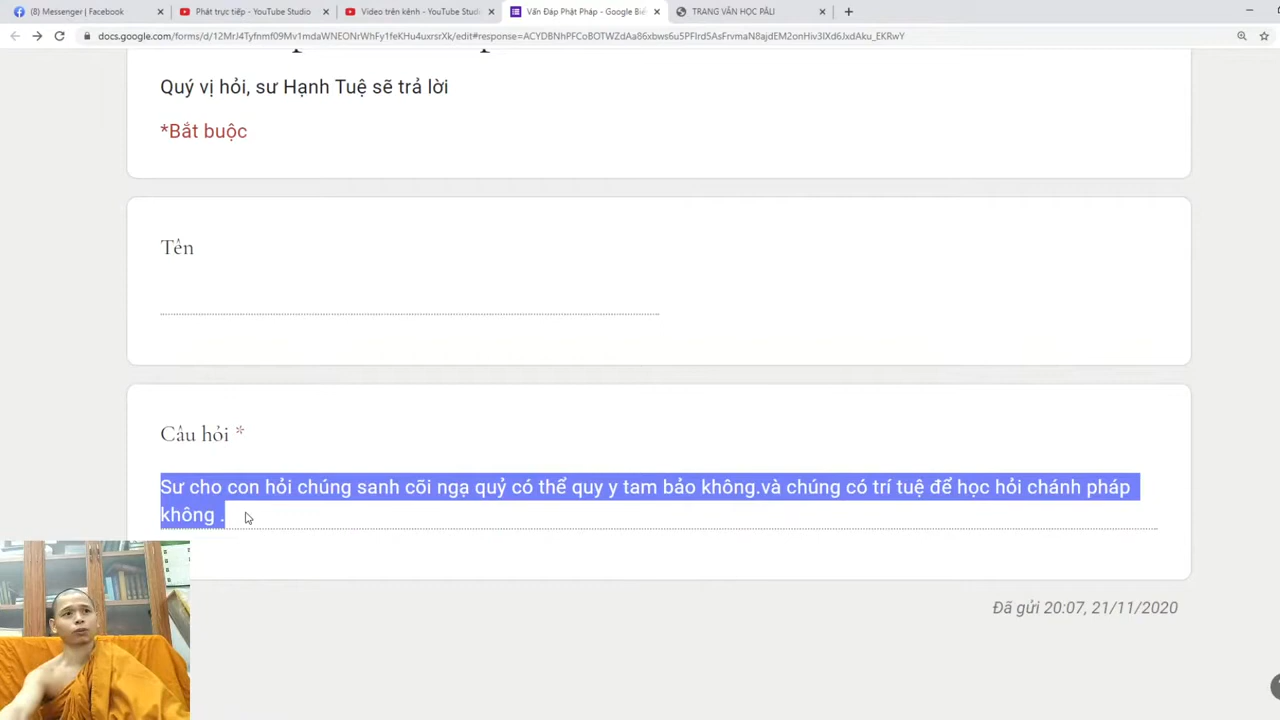 (8) Messenger | Facebook
Phát trực tiếp - YouTube Studio
Video trên kênh - YouTube Studi
Vấn Đáp Phật Pháp - Google Biể
TRANG VĂN HỌC PĀLI
Quý vị hỏi, sư Hạnh Tuệ sẽ trả lời
*Bắt buộc
Tên
Câu hỏi *
Sư cho con hỏi chúng sanh cõi ngạ quỷ có thể quy y tam bảo không.và chúng có trí tuệ để học hỏi chánh pháp
không .
Đã gửi 20:07, 21/11/2020